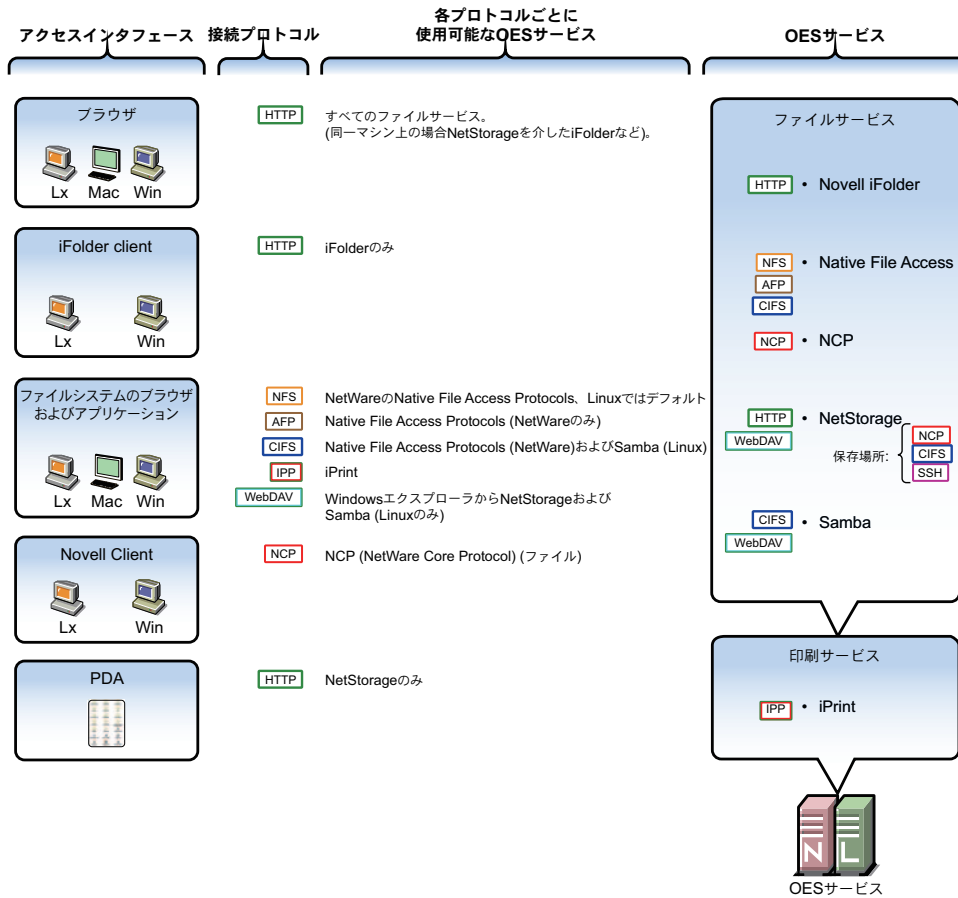 アクセスインタフェース
接続プロトコル
各プロトコルごとに
使用可能なOESサービス
OESサービス
ブラウザ
Lx Mac Win
HTTP
すべてのファイルサービス。
(同一マシン上の場合NetStorageを介したiFolderなど)。
iFolder client
Lx Win
HTTP
iFolderのみ
ファイルシステムのブラウザ
およびアプリケーション
Lx Mac Win
NFS
NetWareのNative File Access Protocols、Linuxではデフォルト
AFP
Native File Access Protocols (NetWareのみ)
CIFS
Native File Access Protocols (NetWare)およびSamba (Linux)
IPP
iPrint
WebDAV
WindowsエクスプローラからNetStorageおよび
Samba (Linuxのみ)
Novell Client
Lx Win
NCP
NCP (NetWare Core Protocol) (ファイル)
PDA
HTTP
NetStorageのみ
ファイルサービス
HTTP • Novell iFolder
NFS • Native File Access
AFP
CIFS
NCP • NCP
HTTP • NetStorage
WebDAV
保存場所:
NCP
CIFS
SSH
CIFS • Samba
WebDAV
印刷サービス
IPP • iPrint
N L
OESサービス